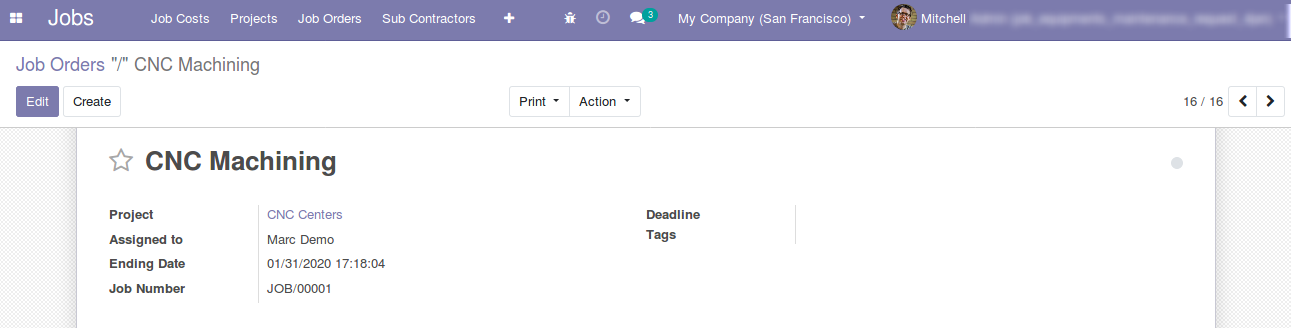 Jobs Job Costs Projects Job Orders Sub Contractors 3 My Company (San Francisco) Mitchell
Job Orders "/" CNC Machining
Edit Create Print Action 16 / 16
CNC Machining
Project CNC Centers Deadline
Assigned to Marc Demo Tags
Ending Date 01/31/2020 17:18:04
Job Number JOB/00001